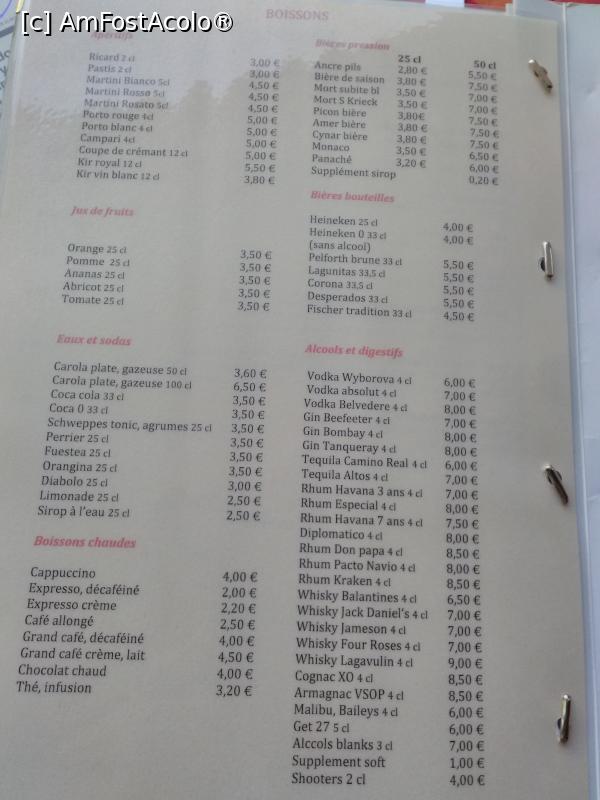 [c] AmFostAcolo®
BOISSONS
Apéritifs
Ricard 2 cl 3,00 €
Pastis 2 cl 3,00 €
Martini Bianco 5cl 4,50 €
Martini Rosso 5cl 4,50 €
Martini Rosato 5cl 4,50 €
Porto rouge 4cl 5,00 €
Porto blanc 4 cl 5,00 €
Campari 4cl 5,00 €
Coupe de crémant 12 cl 5,00 €
Kir royal 12 cl 5,50 €
Kir vin blanc 12 cl 3,80 €
Jus de fruits
Orange 25 cl 3,50 €
Pomme 25 cl 3,50 €
Ananas 25 cl 3,50 €
Abricot 25 cl 3,50 €
Tomate 25 cl 3,50 €
Eaux et sodas
Carola plate, gazeuse 50 cl 3,60 €
Carola plate, gazeuse 100 cl 6,50 €
Coca cola 33 cl 3,50 €
Coca 0 33 cl 3,50 €
Schweppes tonic, agrumes 25 cl 3,50 €
Perrier 25 cl 3,50 €
Fuestea 25 cl 3,50 €
Orangina 25 cl 3,50 €
Diabolo 25 cl 3,00 €
Limonade 25 cl 2,50 €
Sirop à l'eau 25 cl 2,50 €
Boissons chaudes
Cappuccino 4,00 €
Expresso, décaféiné 2,00 €
Expresso crème 2,20 €
Café allongé 2,50 €
Grand café, décaféiné 4,00 €
Grand café crème, lait 4,50 €
Chocolat chaud 4,00 €
Thé, infusion 3,20 €
Bières pression
25 cl 50 cl
Ancre pils 2,80 € 5,50 €
Bière de saison 3,80 € 7,50 €
Mort subite bl 3,50 € 7,00 €
Mort S Krieck 3,50 € 7,00 €
Picon bière 3,80€ 7,50 €
Amer bière 3,80 € 7,50 €
Cynar bière 3,80 € 7,50 €
Monaco 3,50 € 6,50 €
Panaché 3,20 € 6,00 €
Supplément sirop 0,20 €
Bières bouteilles
Heineken 25 cl 4,00 €
Heineken 0 33 cl 4,00 €
(sans alcool)
Pelforth brune 33 cl 5,50 €
Lagunitas 33,5 cl 5,50 €
Corona 33,5 cl 5,50 €
Desperados 33 cl 5,50 €
Fischer tradition 33 cl 4,50 €
Alcools et digestifs
Vodka Wyborova 4 cl 6,00 €
Vodka absolut 4 cl 7,00 €
Vodka Belvedere 4 cl 8,00 €
Gin Beefeeter 4 cl 7,00 €
Gin Bombay 4 cl 8,00 €
Gin Tanqueray 4 cl 8,00 €
Tequila Camino Real 4 cl 6,00 €
Tequila Altos 4 cl 7,00 €
Rhum Havana 3 ans 4 cl 7,00 €
Rhum Especial 4 cl 8,00 €
Rhum Havana 7 ans 4 cl 7,50 €
Diplomatico 4 cl 8,00 €
Rhum Don papa 4 cl 8,50 €
Rhum Pacto Navio 4 cl 8,00 €
Rhum Kraken 4 cl 8,50 €
Whisky Balantines 4 cl 6,50 €
Whisky Jack Daniel's 4 cl 7,00 €
Whisky Jameson 4 cl 7,00 €
Whisky Four Roses 4 cl 7,00 €
Whisky Lagavulin 4 cl 9,00 €
Cognac XO 4 cl 8,50 €
Armagnac VSOP 4 cl 8,50 €
Malibu, Baileys 4 cl 6,00 €
Get 27 5 cl 6,00 €
Alccols blanks 3 cl 7,00 €
Supplement soft 1,00 €
Shooters 2 cl 4,00 €